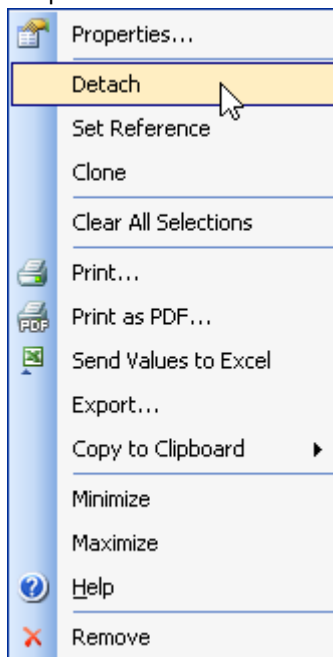 Properties...
Detach
Set Reference
Clone
Clear All Selections
Print...
PDF Print as PDF...
Send Values to Excel
Export...
Copy to Clipboard
Minimize
Maximize
Help
Remove